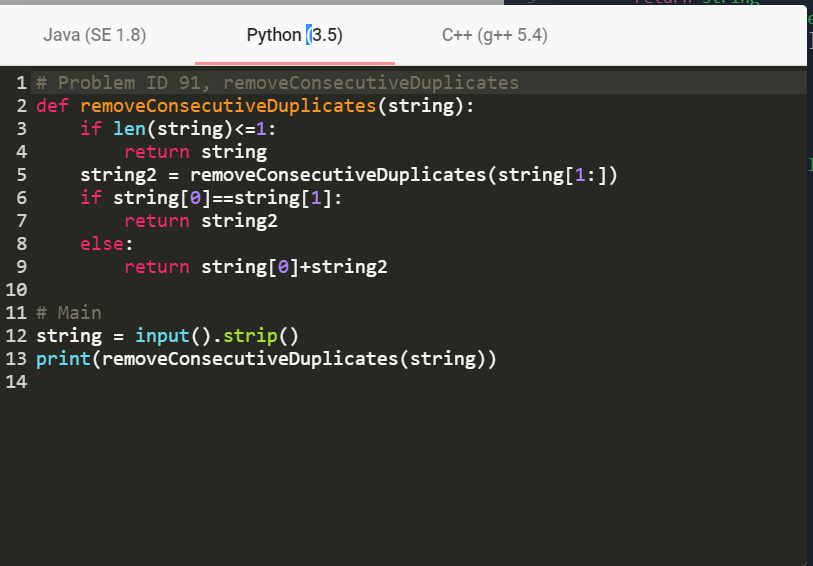 return string
Java (SE 1.8) Python (3.5) C++ (g++ 5.4)
1 # Problem ID 91, removeConsecutiveDuplicates
2 def removeConsecutiveDuplicates(string):
3     if len(string)<=1:
4         return string
5     string2 = removeConsecutiveDuplicates(string[1:])
6     if string[0]==string[1]:
7         return string2
8     else:
9         return string[0]+string2
10
11 # Main
12 string = input().strip()
13 print(removeConsecutiveDuplicates(string))
14